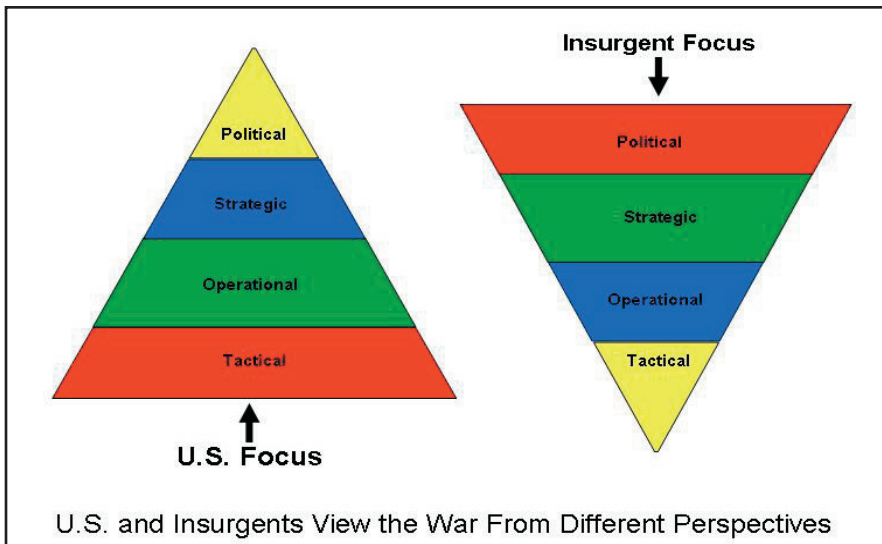 Political
Strategic
Operational
Tactical
U.S. Focus
Insurgent Focus
Political
Strategic
Operational
Tactical
U.S. and Insurgents View the War From Different Perspectives